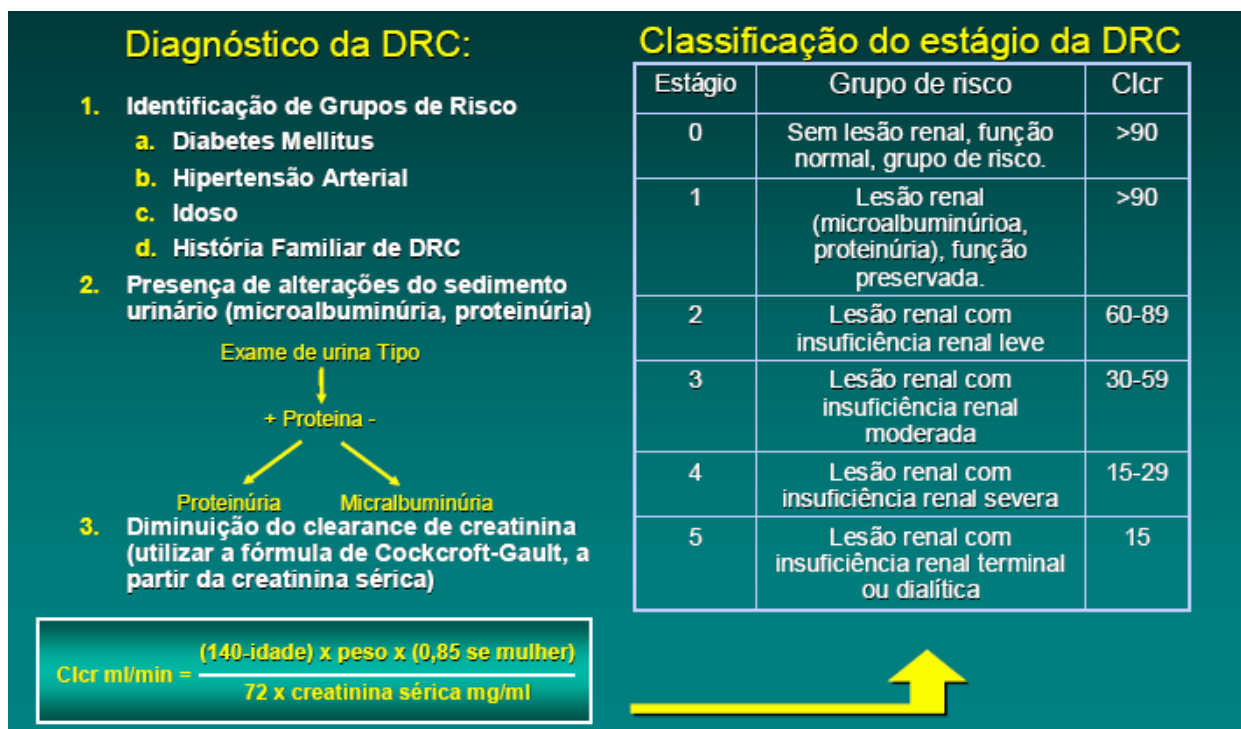 Diagnóstico da DRC:
1. Identificação de Grupos de Risco
a. Diabetes Mellitus
b. Hipertensão Arterial
c. Idoso
d. História Familiar de DRC
2. Presença de alterações do sedimento
urinário (microalbuminúria, proteinúria)
Exame de urina Tipo
+ Proteina -
Proteinúria Micralbuminúria
3. Diminuição do clearance de creatinina
(utilizar a fórmula de Cockcroft-Gault, a
partir da creatinina sérica)
(140-idade) x peso x (0,85 se mulher)
Clcr ml/min =
72 x creatinina sérica mg/ml
Classificação do estágio da DRC
Estágio Grupo de risco Clcr
0 Sem lesão renal, função >90
normal, grupo de risco.
1 Lesão renal >90
(microalbuminúrioa,
proteinúria), função
preservada.
2 Lesão renal com 60-89
insuficiência renal leve
3 Lesão renal com 30-59
insuficiência renal
moderada
4 Lesão renal com 15-29
insuficiência renal severa
5 Lesão renal com 15
insuficiência renal terminal
ou dialítica